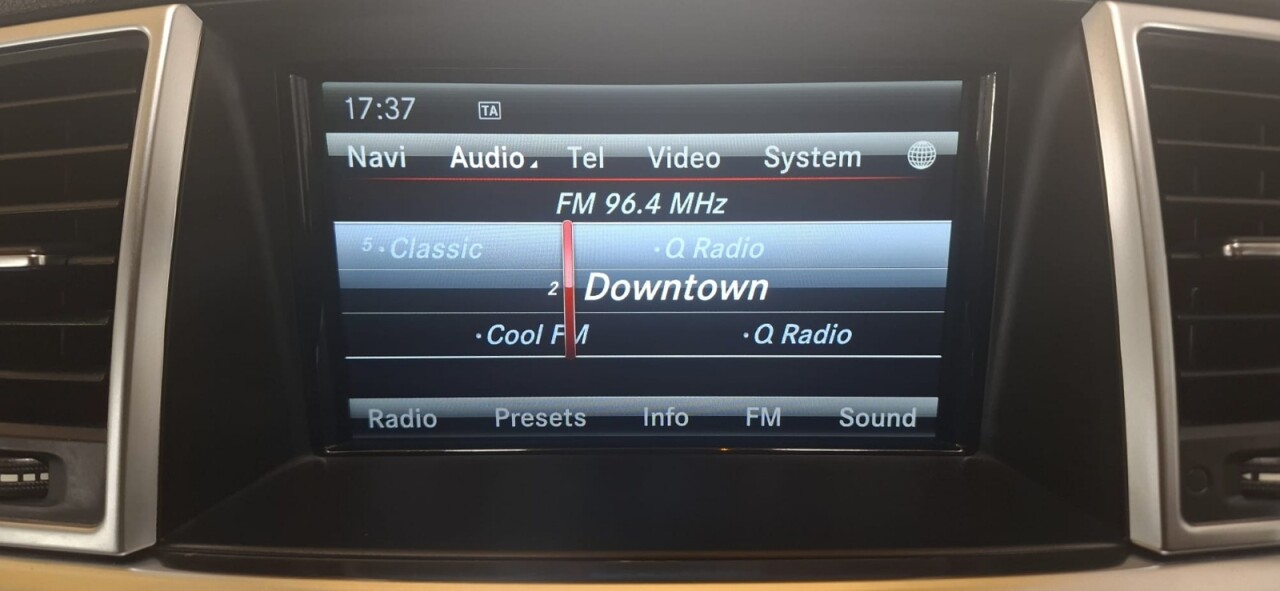 17:37 TA
Navi Audio Tel Video System
FM 96.4 MHz
5 · Classic · Q Radio
2 Downtown
· Cool FM · Q Radio
Radio Presets Info FM Sound